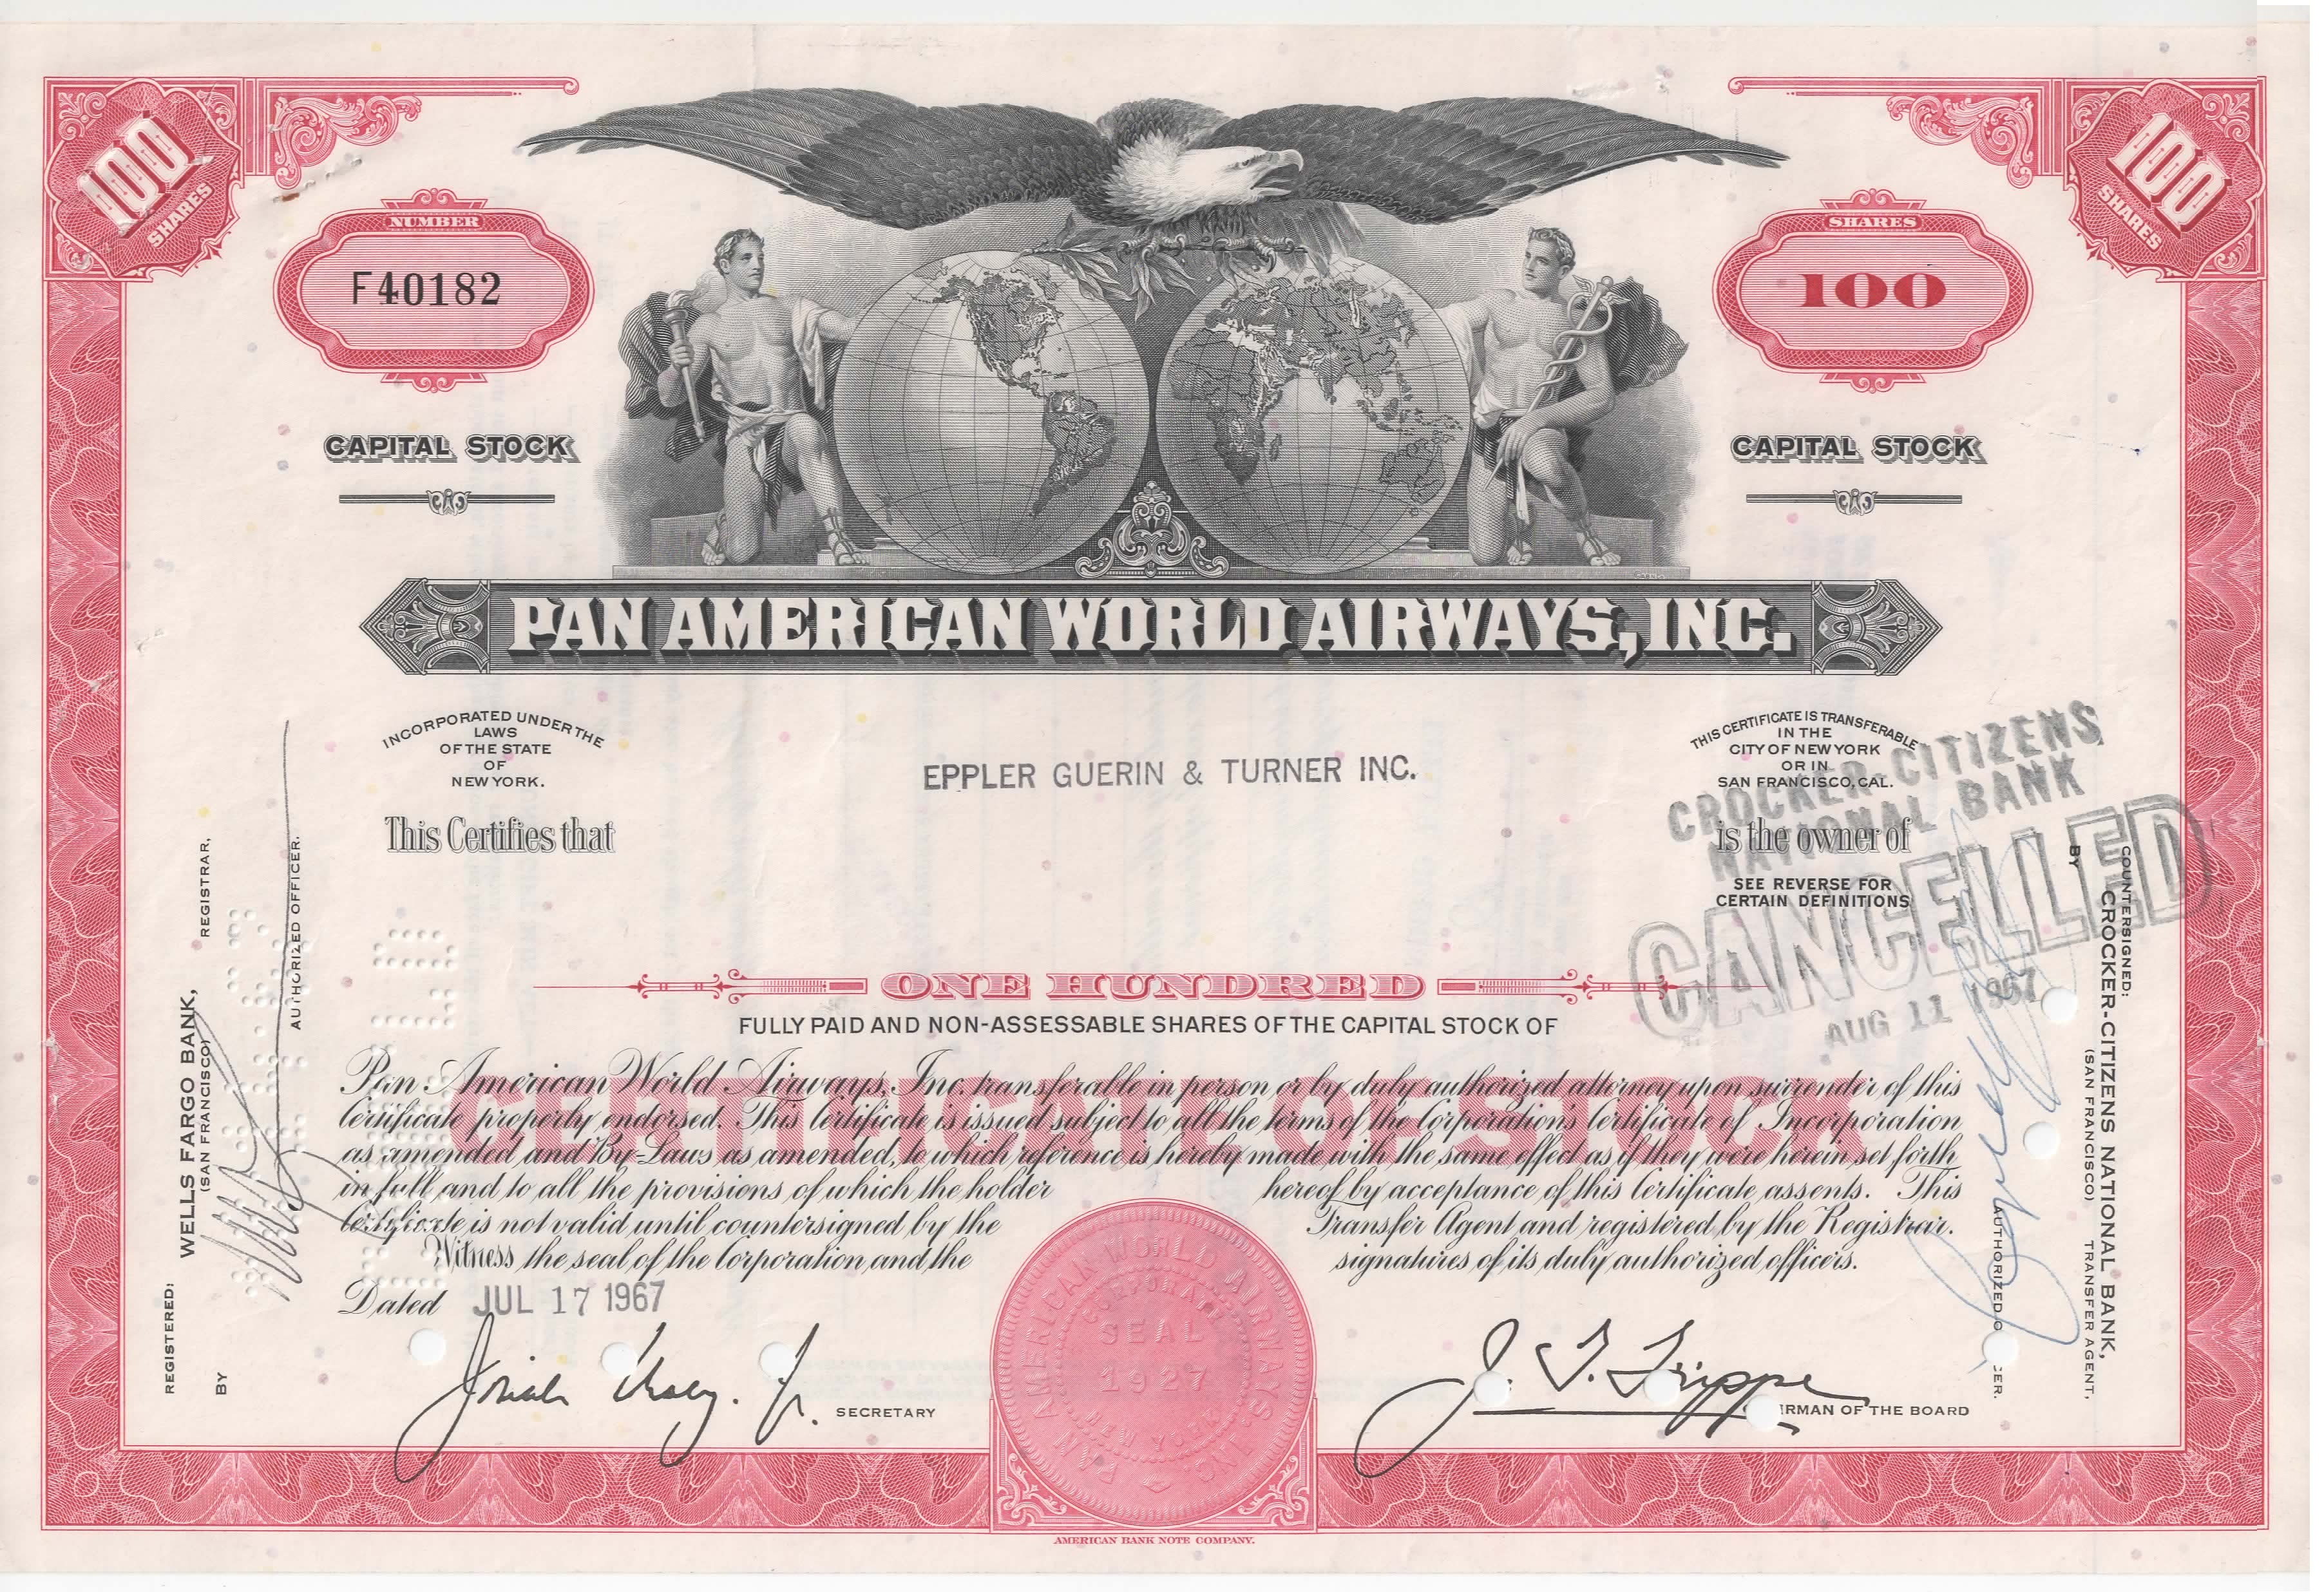 100
SHARES
100
SHARES
NUMBER
F40182
SHARES
100
CAPITAL STOCK
CAPITAL STOCK
PAN AMERICAN WORLD AIRWAYS, INC.
INCORPORATED UNDER THE
LAWS
OF THE STATE
OF
NEW YORK.
EPPLER GUERIN & TURNER INC.
THIS CERTIFICATE IS TRANSFERABLE
IN THE
CITY OF NEW YORK
OR IN
SAN FRANCISCO, CAL.
This Certifies that
is the owner of
SEE REVERSE FOR
CERTAIN DEFINITIONS
CROCKER-CITIZENS
NATIONAL BANK
CANCELLED
AUG 11 1967
ONE HUNDRED
FULLY PAID AND NON-ASSESSABLE SHARES OF THE CAPITAL STOCK OF
CERTIFICATE OF STOCK
Pan American World Airways, Inc. transferable in person or by duly authorized attorney upon surrender of this
Certificate properly endorsed. This Certificate is issued subject to all the terms of the Corporation's Certificate of Incorporation
as amended and By-Laws as amended, to which reference is hereby made with the same effect as if they were herein set forth
in full, and to all the provisions of which the holder hereof by acceptance of this Certificate assents. This
Certificate is not valid until countersigned by the Transfer Agent and registered by the Registrar.
Witness the seal of the Corporation and the signatures of its duly authorized officers.
Dated JUL 17 1967
SECRETARY
J. T. Trippe
IRMAN OF THE BOARD
PAN AMERICAN WORLD AIRWAYS, INC.
CORPORATE
SEAL
1927
NEW YORK
REGISTERED:
WELLS FARGO BANK,
(SAN FRANCISCO)
REGISTRAR,
BY
AUTHORIZED OFFICER.
COUNTERSIGNED:
CROCKER-CITIZENS NATIONAL BANK,
(SAN FRANCISCO) TRANSFER AGENT,
BY
AUTHORIZED O CER.
AMERICAN BANK NOTE COMPANY.